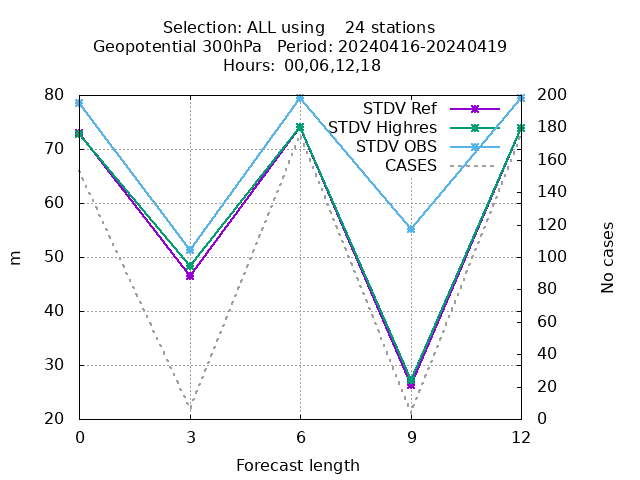 Selection: ALL using    24 stations
Geopotential 300hPa   Period: 20240416-20240419
Hours: 00,06,12,18
STDV Ref
STDV Highres
STDV OBS
CASES
80
70
60
50
40
30
20
m
200
180
160
140
120
100
80
60
40
20
0
No cases
0 3 6 9 12
Forecast length